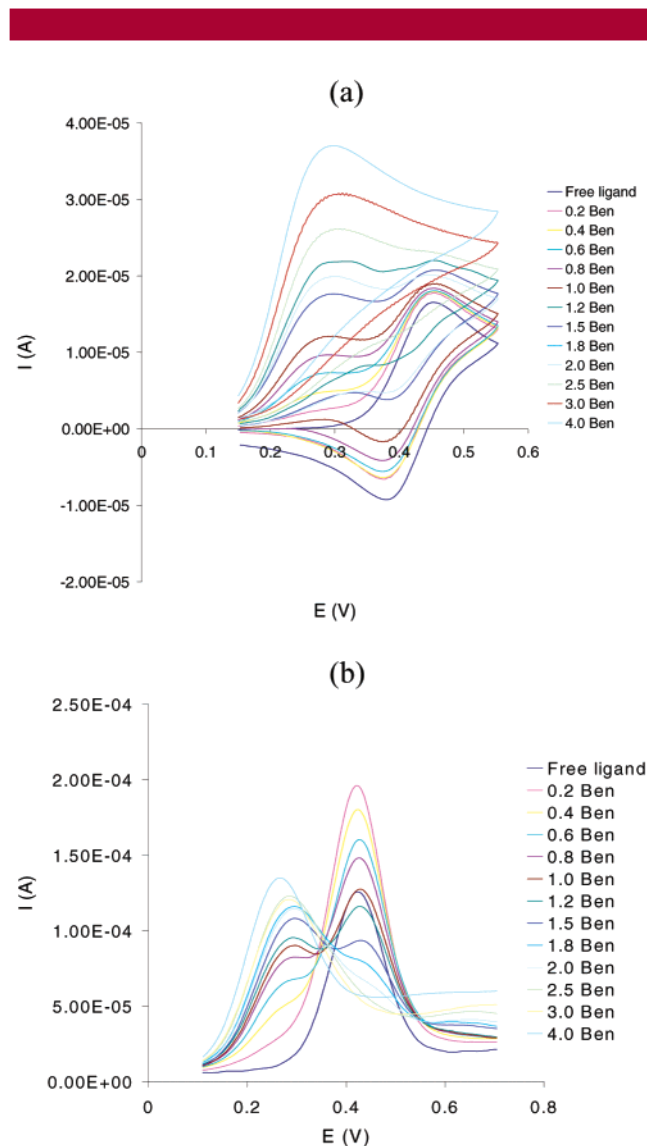 (a)
4.00E-05
3.00E-05
2.00E-05
1.00E-05
0.00E+00
-1.00E-05
-2.00E-05
I (A)
0
0.1
0.2
0.3
0.4
0.5
0.6
E (V)
Free ligand
0.2 Ben
0.4 Ben
0.6 Ben
0.8 Ben
1.0 Ben
1.2 Ben
1.5 Ben
1.8 Ben
2.0 Ben
2.5 Ben
3.0 Ben
4.0 Ben
(b)
2.50E-04
2.00E-04
1.50E-04
1.00E-04
5.00E-05
0.00E+00
I (A)
0
0.2
0.4
0.6
0.8
E (V)
Free ligand
0.2 Ben
0.4 Ben
0.6 Ben
0.8 Ben
1.0 Ben
1.2 Ben
1.5 Ben
1.8 Ben
2.0 Ben
2.5 Ben
3.0 Ben
4.0 Ben